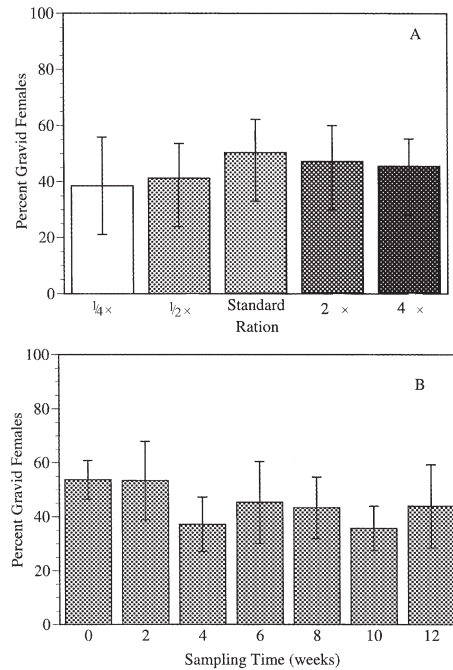 A
Percent Gravid Females
100
80
60
40
20
0
1/4 × 1/2 × Standard 2 × 4 ×
Ration
B
Percent Gravid Females
100
80
60
40
20
0
0 2 4 6 8 10 12
Sampling Time (weeks)